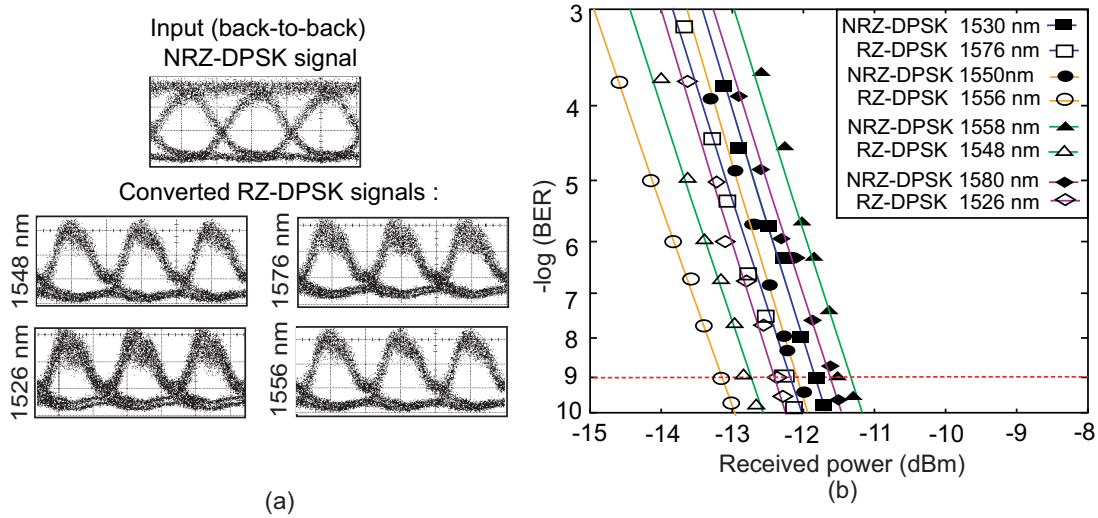 Input (back-to-back)
NRZ-DPSK signal
Converted RZ-DPSK signals :
1548 nm
1576 nm
1526 nm
1556 nm
(a)
3
4
5
6
7
8
9
10
-log (BER)
-15
-14
-13
-12
-11
-10
-9
-8
Received power (dBm)
(b)
NRZ-DPSK 1530 nm
RZ-DPSK 1576 nm
NRZ-DPSK 1550nm
RZ-DPSK 1556 nm
NRZ-DPSK 1558 nm
RZ-DPSK 1548 nm
NRZ-DPSK 1580 nm
RZ-DPSK 1526 nm